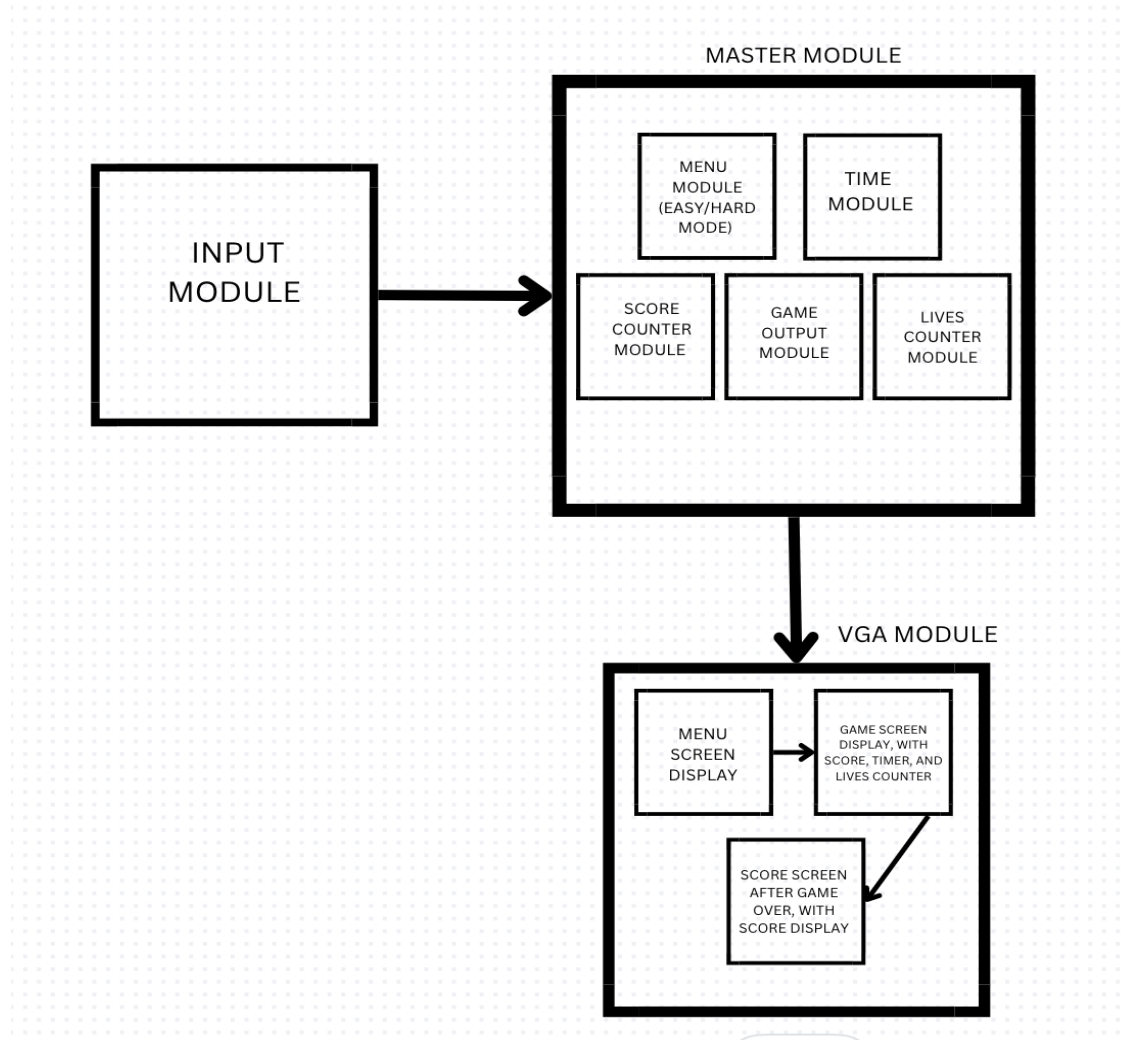 MASTER MODULE
INPUT
MODULE
MENU
MODULE
(EASY/HARD
MODE)
TIME
MODULE
SCORE
COUNTER
MODULE
GAME
OUTPUT
MODULE
LIVES
COUNTER
MODULE
VGA MODULE
MENU
SCREEN
DISPLAY
GAME SCREEN
DISPLAY, WITH
SCORE, TIMER, AND
LIVES COUNTER
SCORE SCREEN
AFTER GAME
OVER, WITH
SCORE DISPLAY